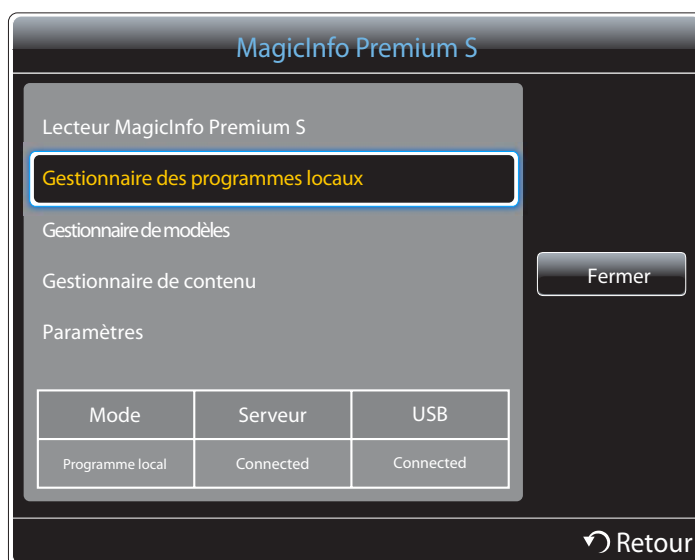 MagicInfo Premium S
Lecteur MagicInfo Premium S
Gestionnaire des programmes locaux
Gestionnaire de modèles
Gestionnaire de contenu
Fermer
Paramètres
Mode Serveur USB
Programme local Connected Connected
Retour